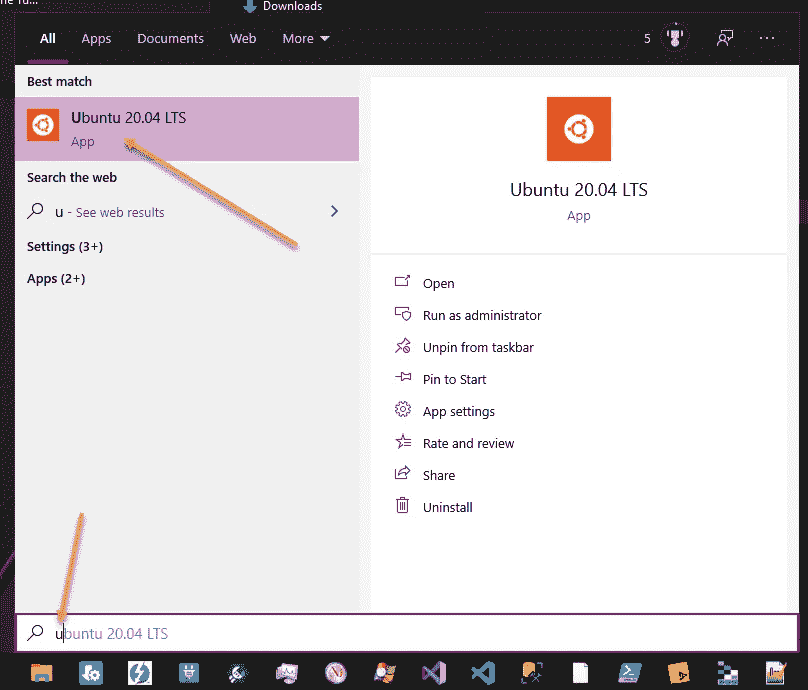 Downloads
All Apps Documents Web More 5 ...
Best match
Ubuntu 20.04 LTS
App
Search the web
u - See web results
Settings (3+)
Apps (2+)
Ubuntu 20.04 LTS
App
Open
Run as administrator
Unpin from taskbar
Pin to Start
App settings
Rate and review
Share
Uninstall
ubuntu 20.04 LTS